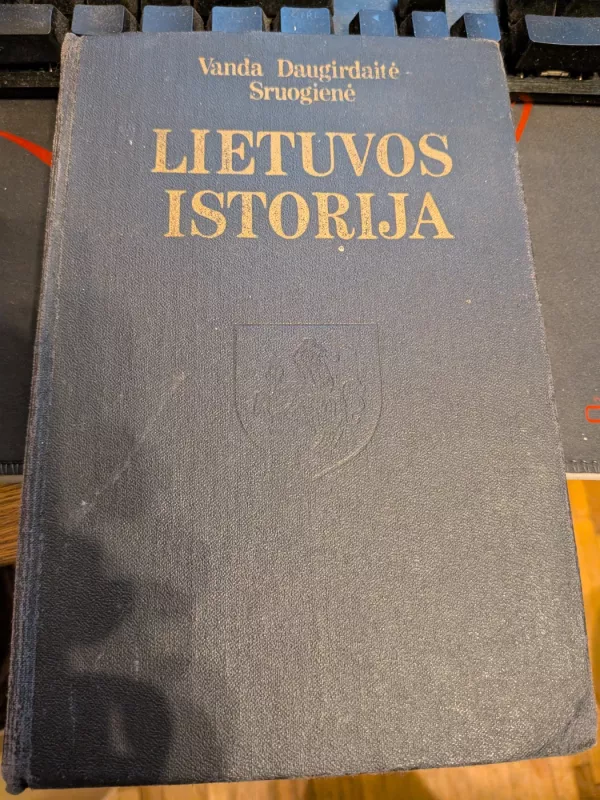 Vanda Daugirdaitė-
Sruogienė
LIETUVOS
ISTORIJA